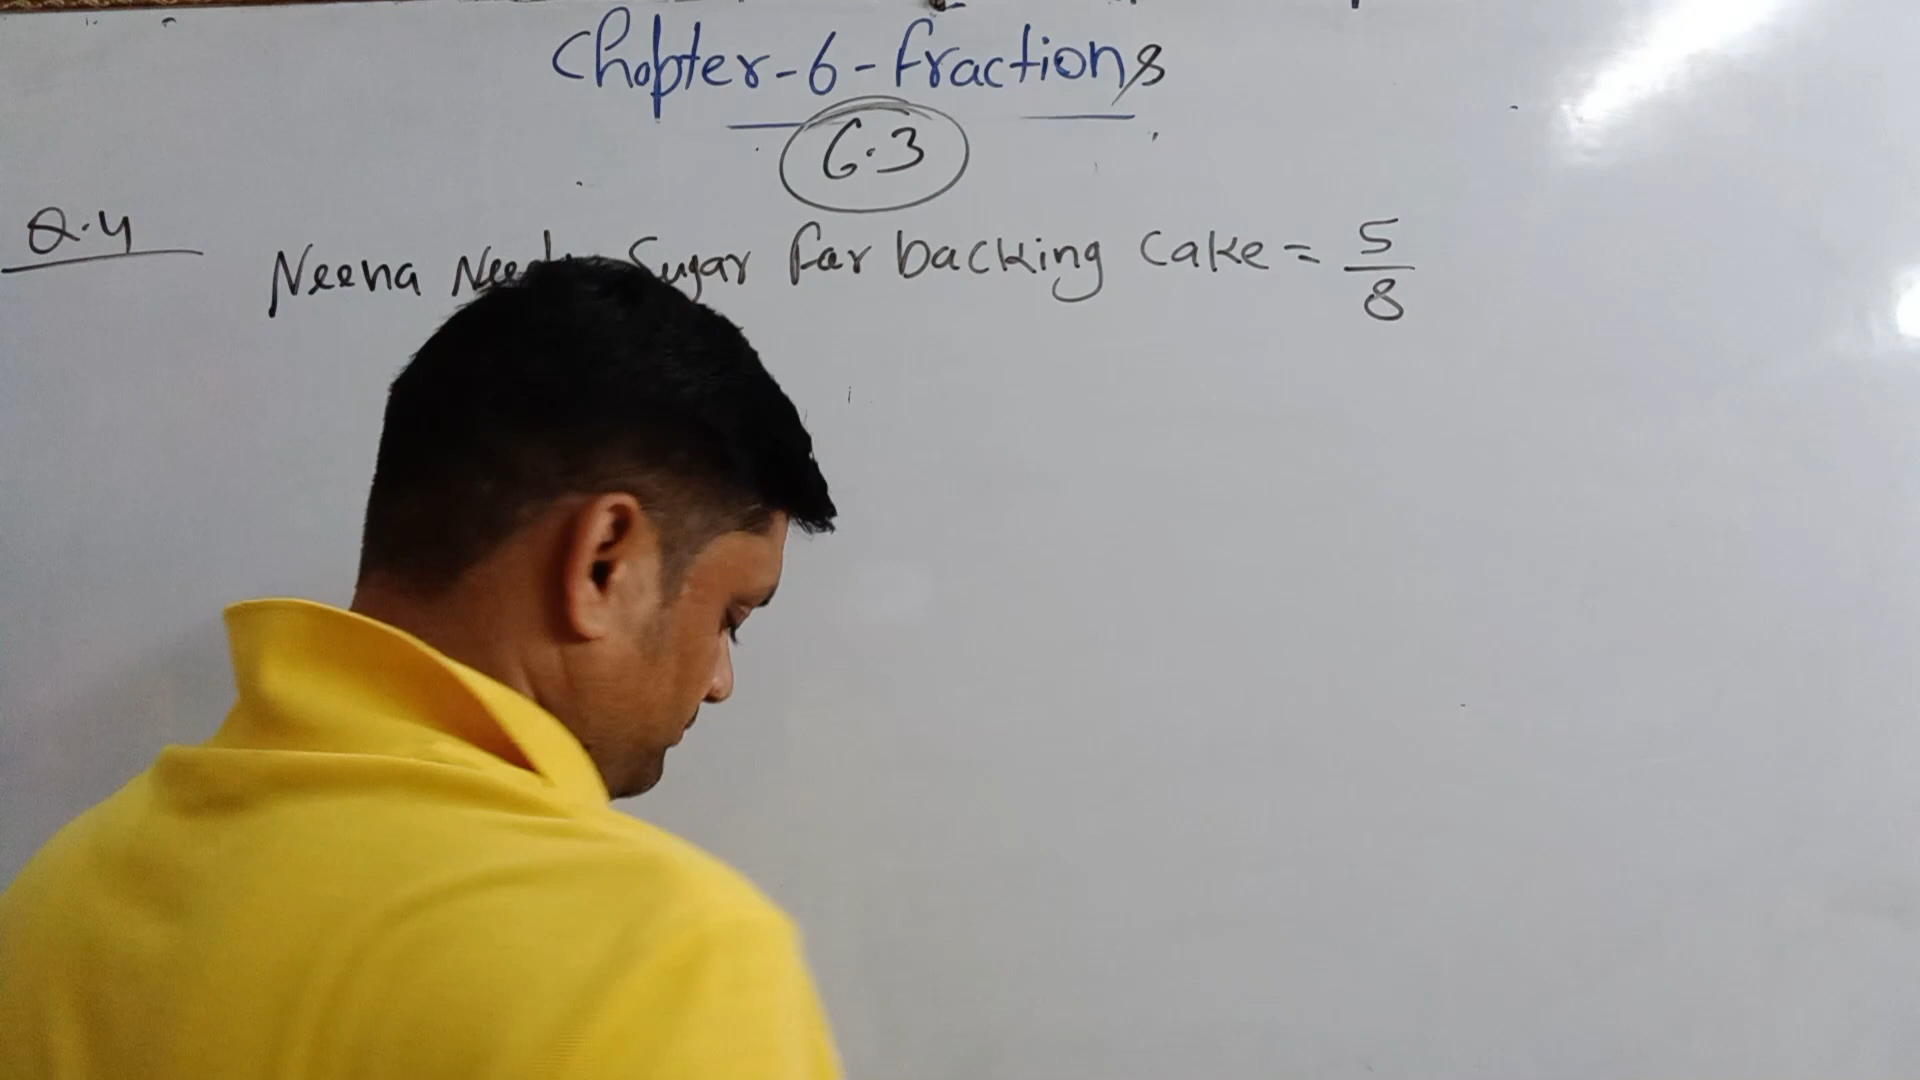 Chapter-6-fractions
6.3
Q.4
Neena Sugar for backing cake = 5/8